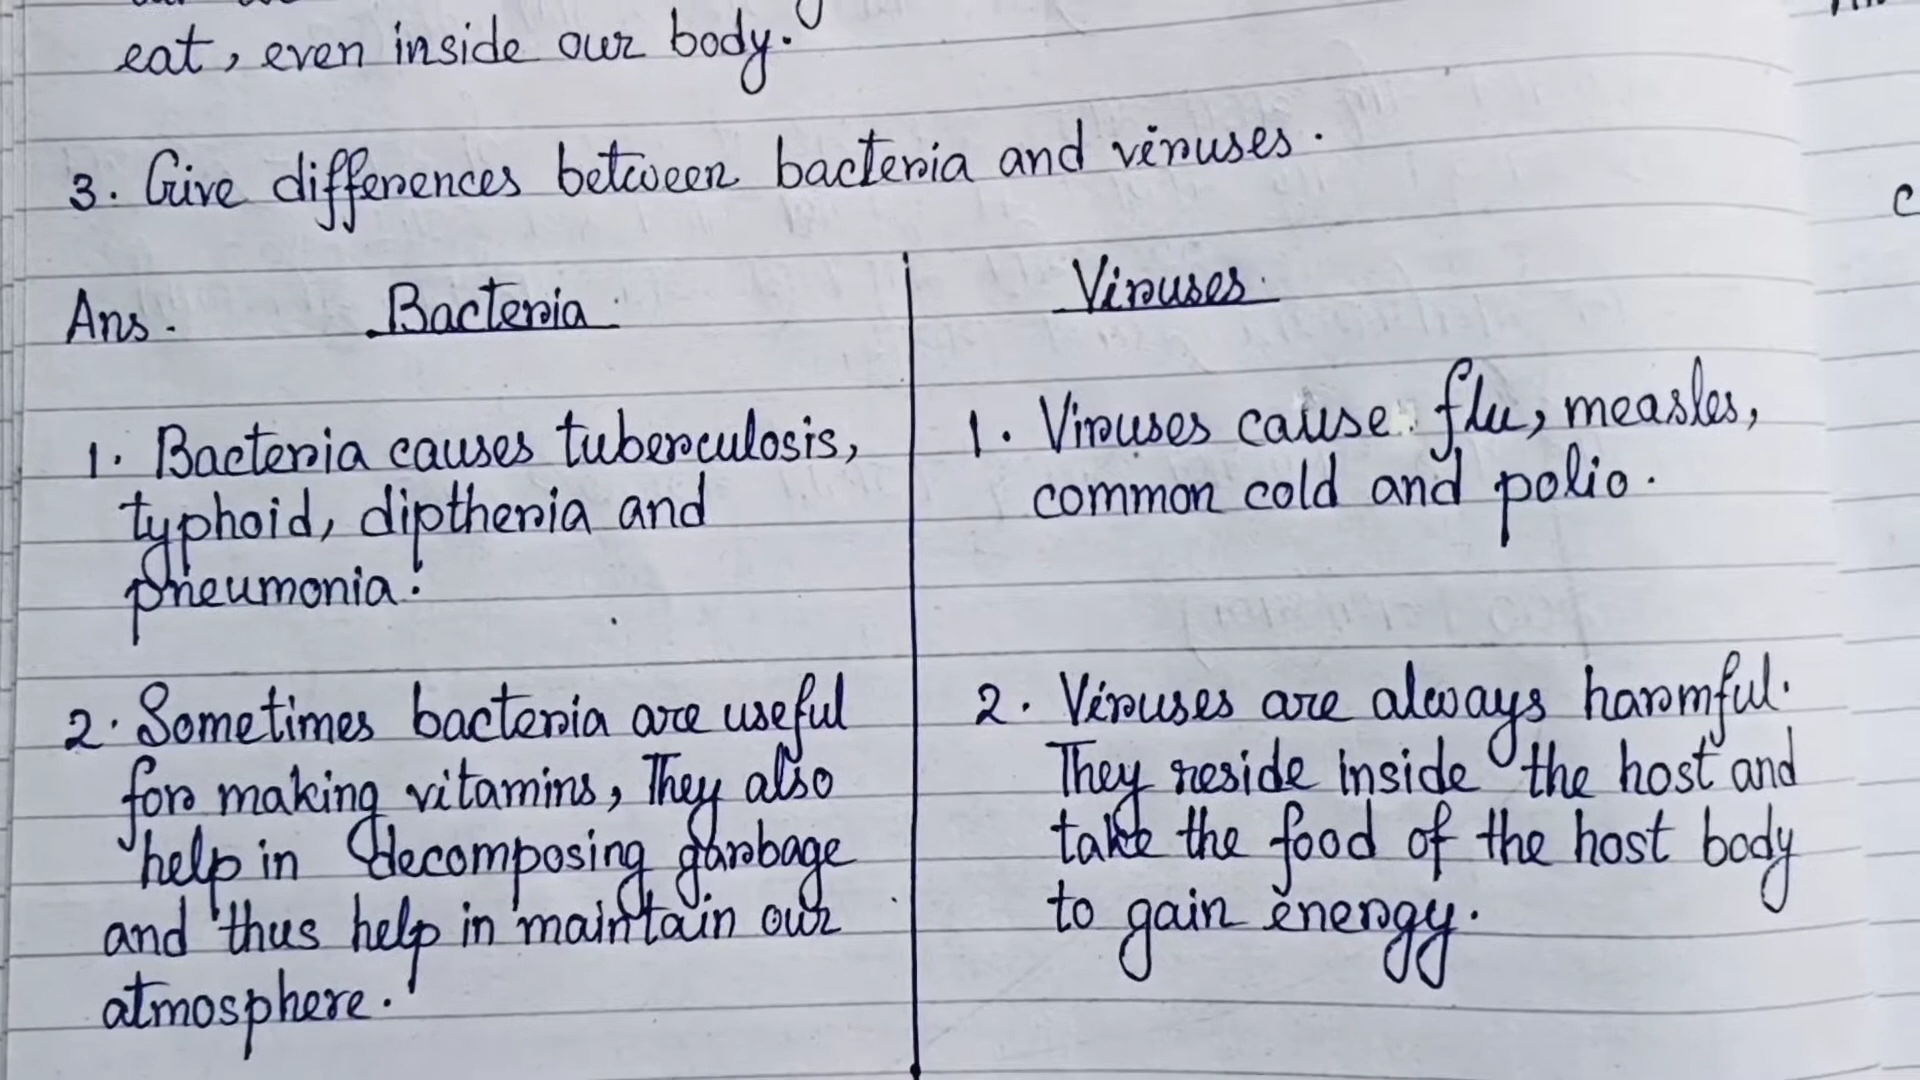 eat, even inside our body.
3. Give differences between bacteria and viruses.
Ans. Bacteria
1. Bacteria causes tuberculosis,
typhoid, diptheria and
pneumonia.
2. Sometimes bacteria are useful
for making vitamins, They also
help in decomposing garbage
and thus help in maintain our
atmosphere.
Viruses
1. Viruses cause flu, measles,
common cold and polio.
2. Viruses are always harmful.
They reside inside the host and
take the food of the host body
to gain energy.